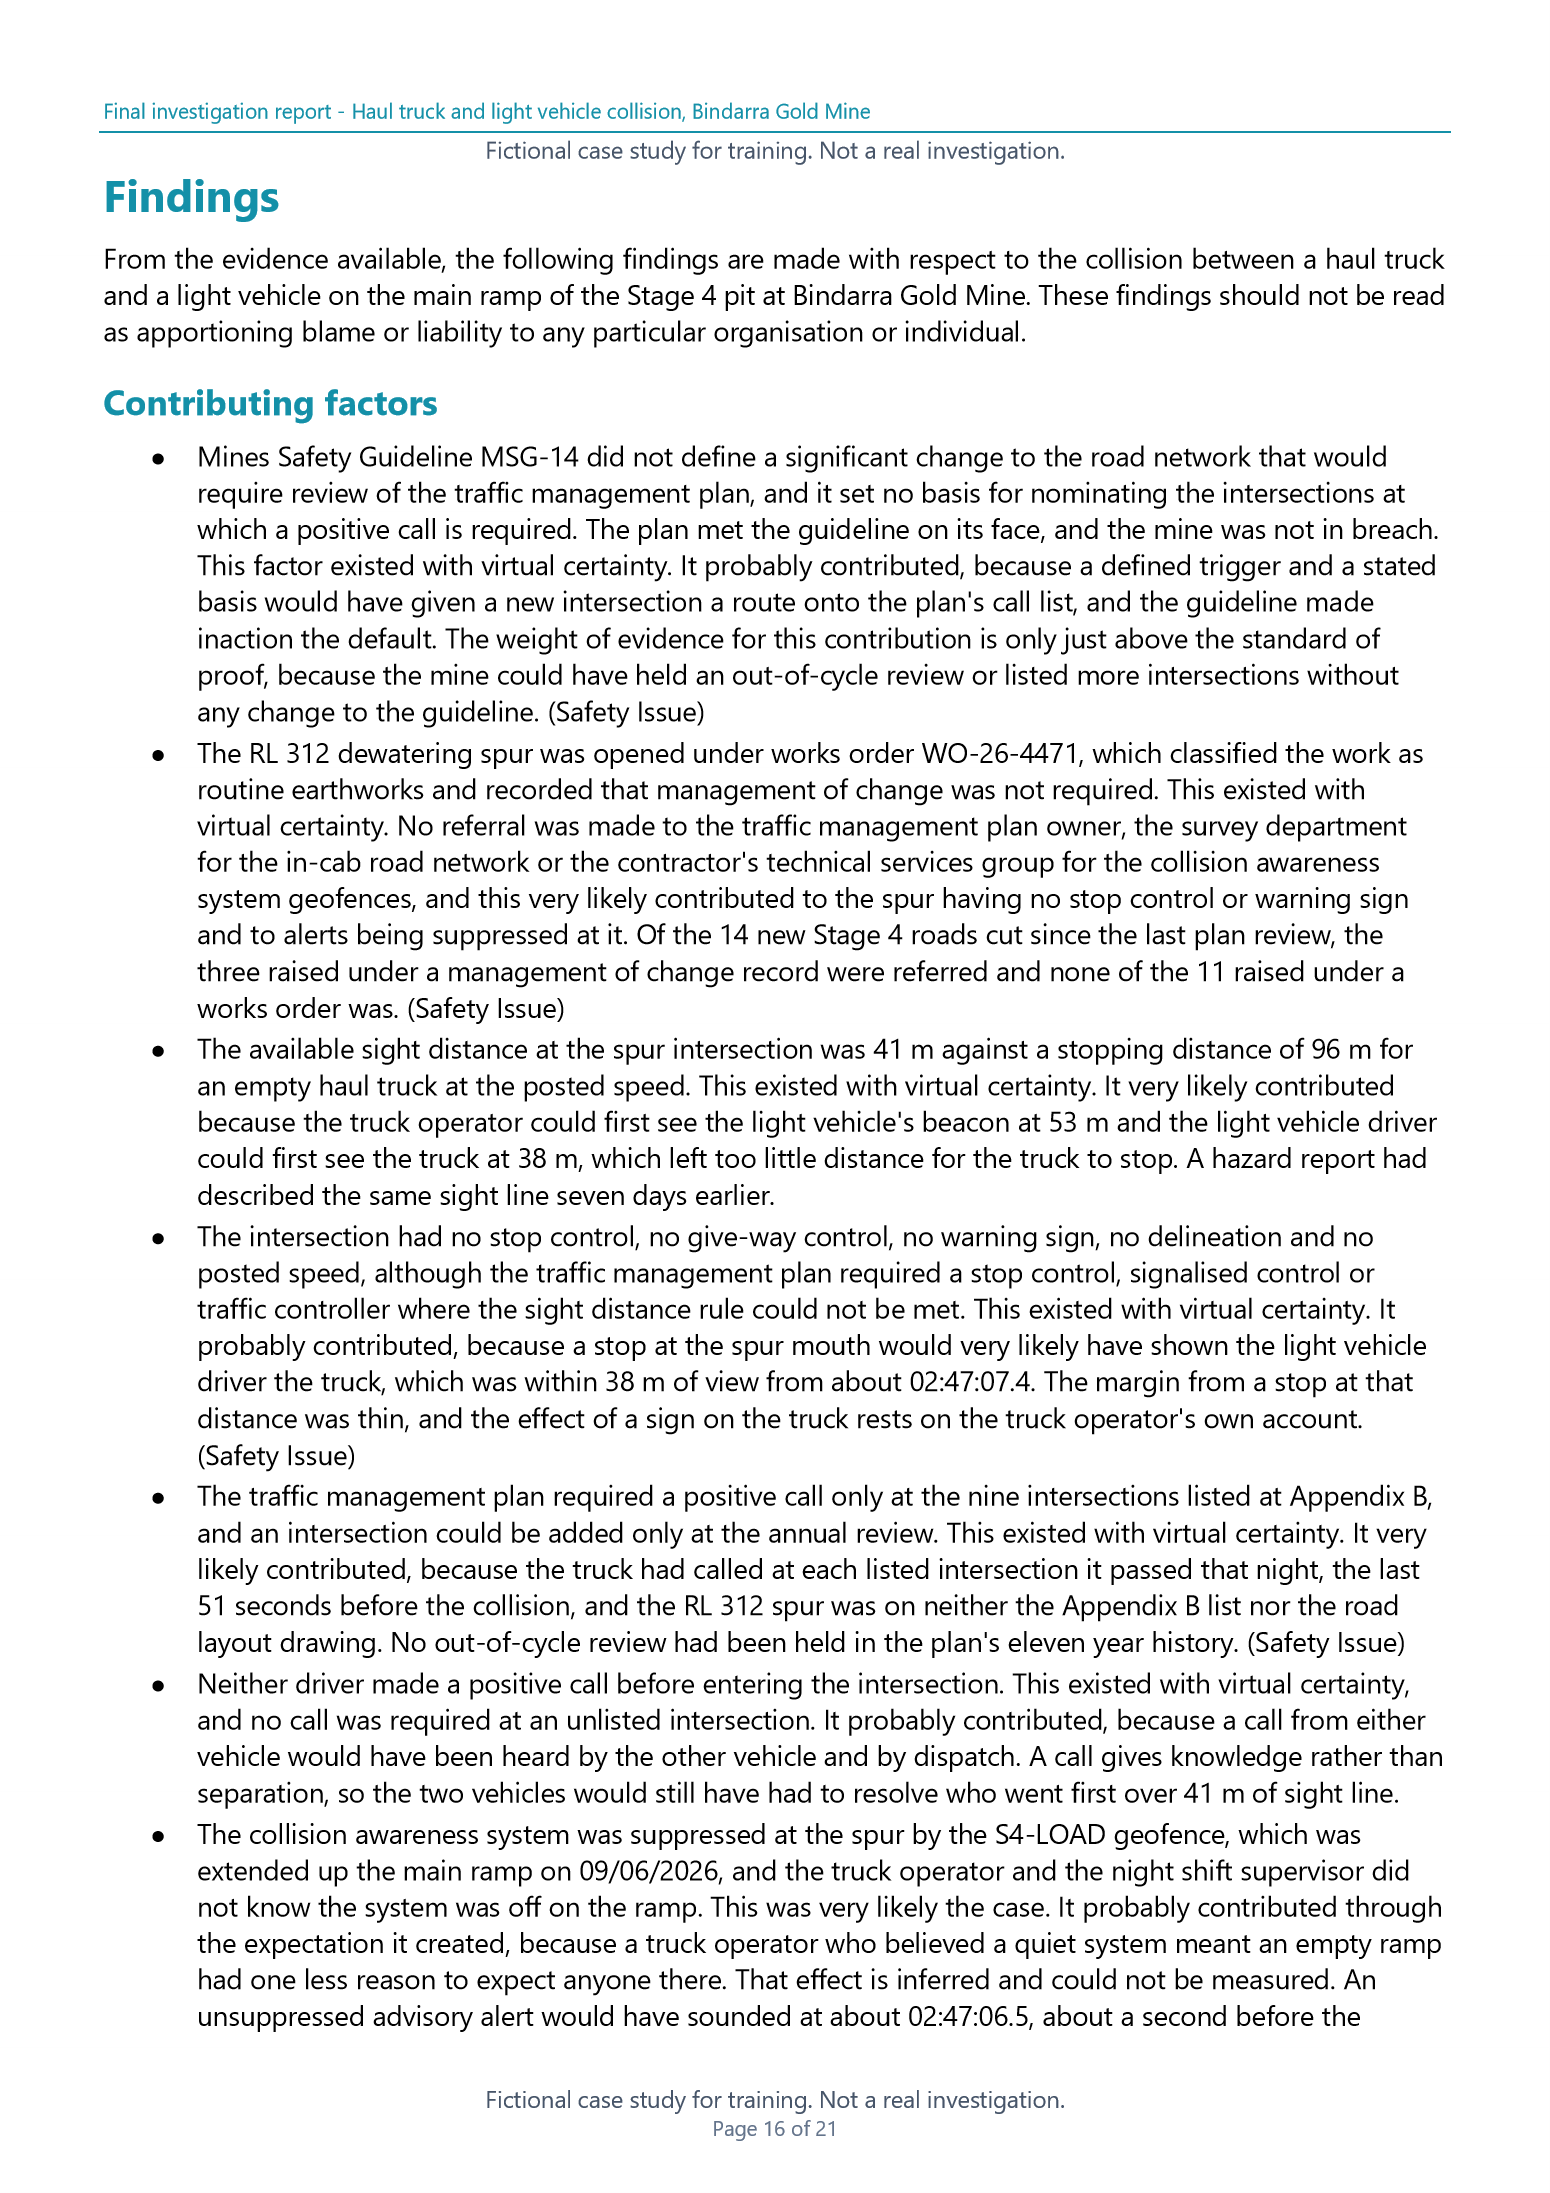 Final investigation report - Haul truck and light vehicle collision, Bindarra Gold Mine
Fictional case study for training. Not a real investigation.
Findings
From the evidence available, the following findings are made with respect to the collision between a haul truck
and a light vehicle on the main ramp of the Stage 4 pit at Bindarra Gold Mine. These findings should not be read
as apportioning blame or liability to any particular organisation or individual.
Contributing factors
● Mines Safety Guideline MSG-14 did not define a significant change to the road network that would
require review of the traffic management plan, and it set no basis for nominating the intersections at
which a positive call is required. The plan met the guideline on its face, and the mine was not in breach.
This factor existed with virtual certainty. It probably contributed, because a defined trigger and a stated
basis would have given a new intersection a route onto the plan's call list, and the guideline made
inaction the default. The weight of evidence for this contribution is only just above the standard of
proof, because the mine could have held an out-of-cycle review or listed more intersections without
any change to the guideline. (Safety Issue)
● The RL 312 dewatering spur was opened under works order WO-26-4471, which classified the work as
routine earthworks and recorded that management of change was not required. This existed with
virtual certainty. No referral was made to the traffic management plan owner, the survey department
for the in-cab road network or the contractor's technical services group for the collision awareness
system geofences, and this very likely contributed to the spur having no stop control or warning sign
and to alerts being suppressed at it. Of the 14 new Stage 4 roads cut since the last plan review, the
three raised under a management of change record were referred and none of the 11 raised under a
works order was. (Safety Issue)
● The available sight distance at the spur intersection was 41 m against a stopping distance of 96 m for
an empty haul truck at the posted speed. This existed with virtual certainty. It very likely contributed
because the truck operator could first see the light vehicle's beacon at 53 m and the light vehicle driver
could first see the truck at 38 m, which left too little distance for the truck to stop. A hazard report had
described the same sight line seven days earlier.
● The intersection had no stop control, no give-way control, no warning sign, no delineation and no
posted speed, although the traffic management plan required a stop control, signalised control or
traffic controller where the sight distance rule could not be met. This existed with virtual certainty. It
probably contributed, because a stop at the spur mouth would very likely have shown the light vehicle
driver the truck, which was within 38 m of view from about 02:47:07.4. The margin from a stop at that
distance was thin, and the effect of a sign on the truck rests on the truck operator's own account.
(Safety Issue)
● The traffic management plan required a positive call only at the nine intersections listed at Appendix B,
and an intersection could be added only at the annual review. This existed with virtual certainty. It very
likely contributed, because the truck had called at each listed intersection it passed that night, the last
51 seconds before the collision, and the RL 312 spur was on neither the Appendix B list nor the road
layout drawing. No out-of-cycle review had been held in the plan's eleven year history. (Safety Issue)
● Neither driver made a positive call before entering the intersection. This existed with virtual certainty,
and no call was required at an unlisted intersection. It probably contributed, because a call from either
vehicle would have been heard by the other vehicle and by dispatch. A call gives knowledge rather than
separation, so the two vehicles would still have had to resolve who went first over 41 m of sight line.
● The collision awareness system was suppressed at the spur by the S4-LOAD geofence, which was
extended up the main ramp on 09/06/2026, and the truck operator and the night shift supervisor did
not know the system was off on the ramp. This was very likely the case. It probably contributed through
the expectation it created, because a truck operator who believed a quiet system meant an empty ramp
had one less reason to expect anyone there. That effect is inferred and could not be measured. An
unsuppressed advisory alert would have sounded at about 02:47:06.5, about a second before the
Fictional case study for training. Not a real investigation.
Page 16 of 21